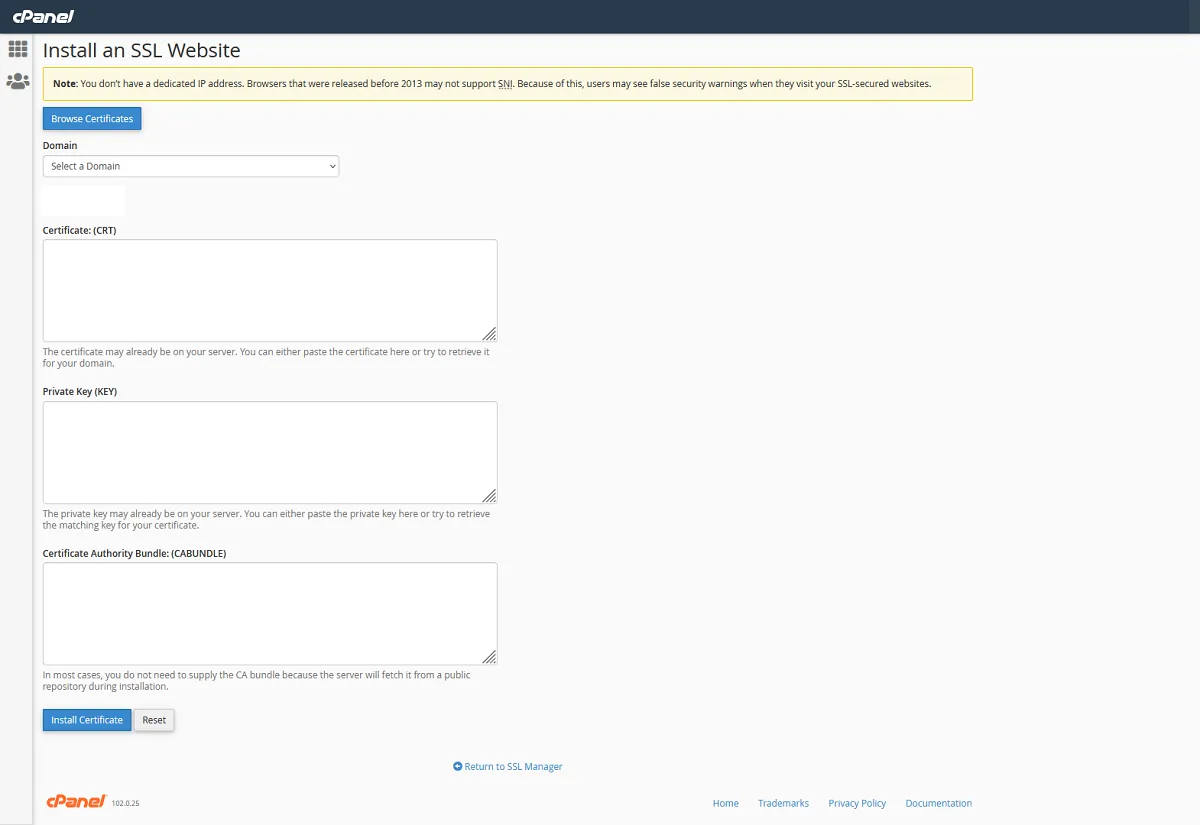 cPanel
Install an SSL Website
Note: You don't have a dedicated IP address. Browsers that were released before 2013 may not support SNI. Because of this, users may see false security warnings when they visit your SSL-secured websites.
Browse Certificates
Domain
Select a Domain
Certificate: (CRT)
The certificate may already be on your server. You can either paste the certificate here or try to retrieve it
for your domain.
Private Key (KEY)
The private key may already be on your server. You can either paste the private key here or try to retrieve
the matching key for your certificate.
Certificate Authority Bundle: (CABUNDLE)
In most cases, you do not need to supply the CA bundle because the server will fetch it from a public
repository during installation.
Install Certificate Reset
Return to SSL Manager
cPanel 102.0.25 Home Trademarks Privacy Policy Documentation